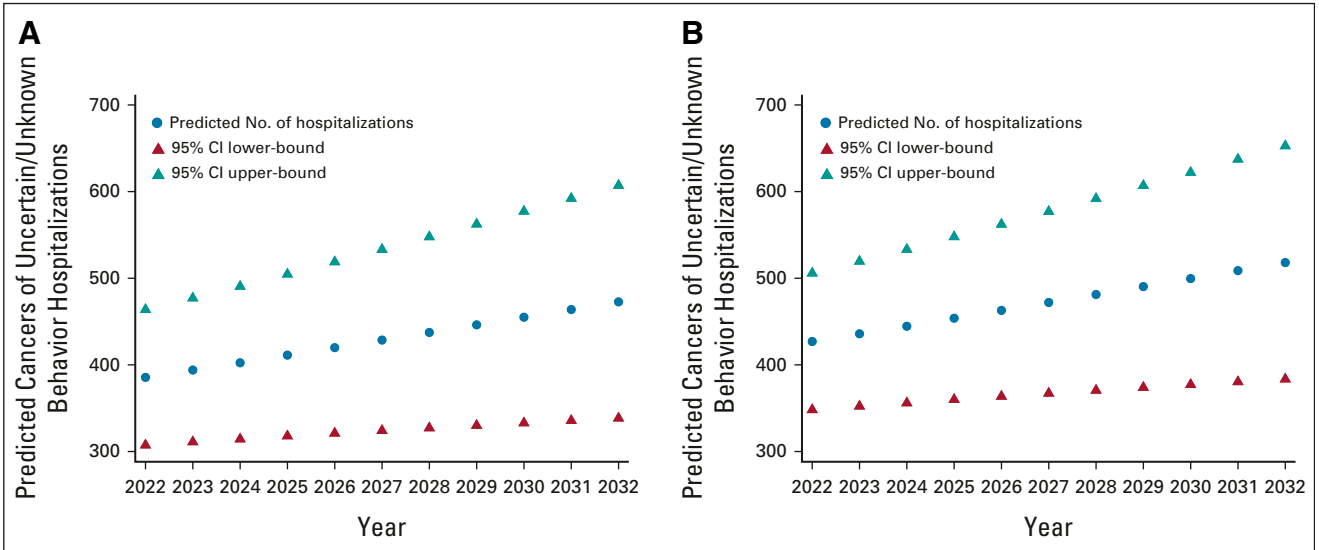 A
Predicted Cancers of Uncertain/Unknown
Behavior Hospitalizations
700
600
500
400
300
Predicted No. of hospitalizations
95% CI lower-bound
95% CI upper-bound
2022 2023 2024 2025 2026 2027 2028 2029 2030 2031 2032
Year
B
Predicted Cancers of Uncertain/Unknown
Behavior Hospitalizations
700
600
500
400
300
Predicted No. of hospitalizations
95% CI lower-bound
95% CI upper-bound
2022 2023 2024 2025 2026 2027 2028 2029 2030 2031 2032
Year